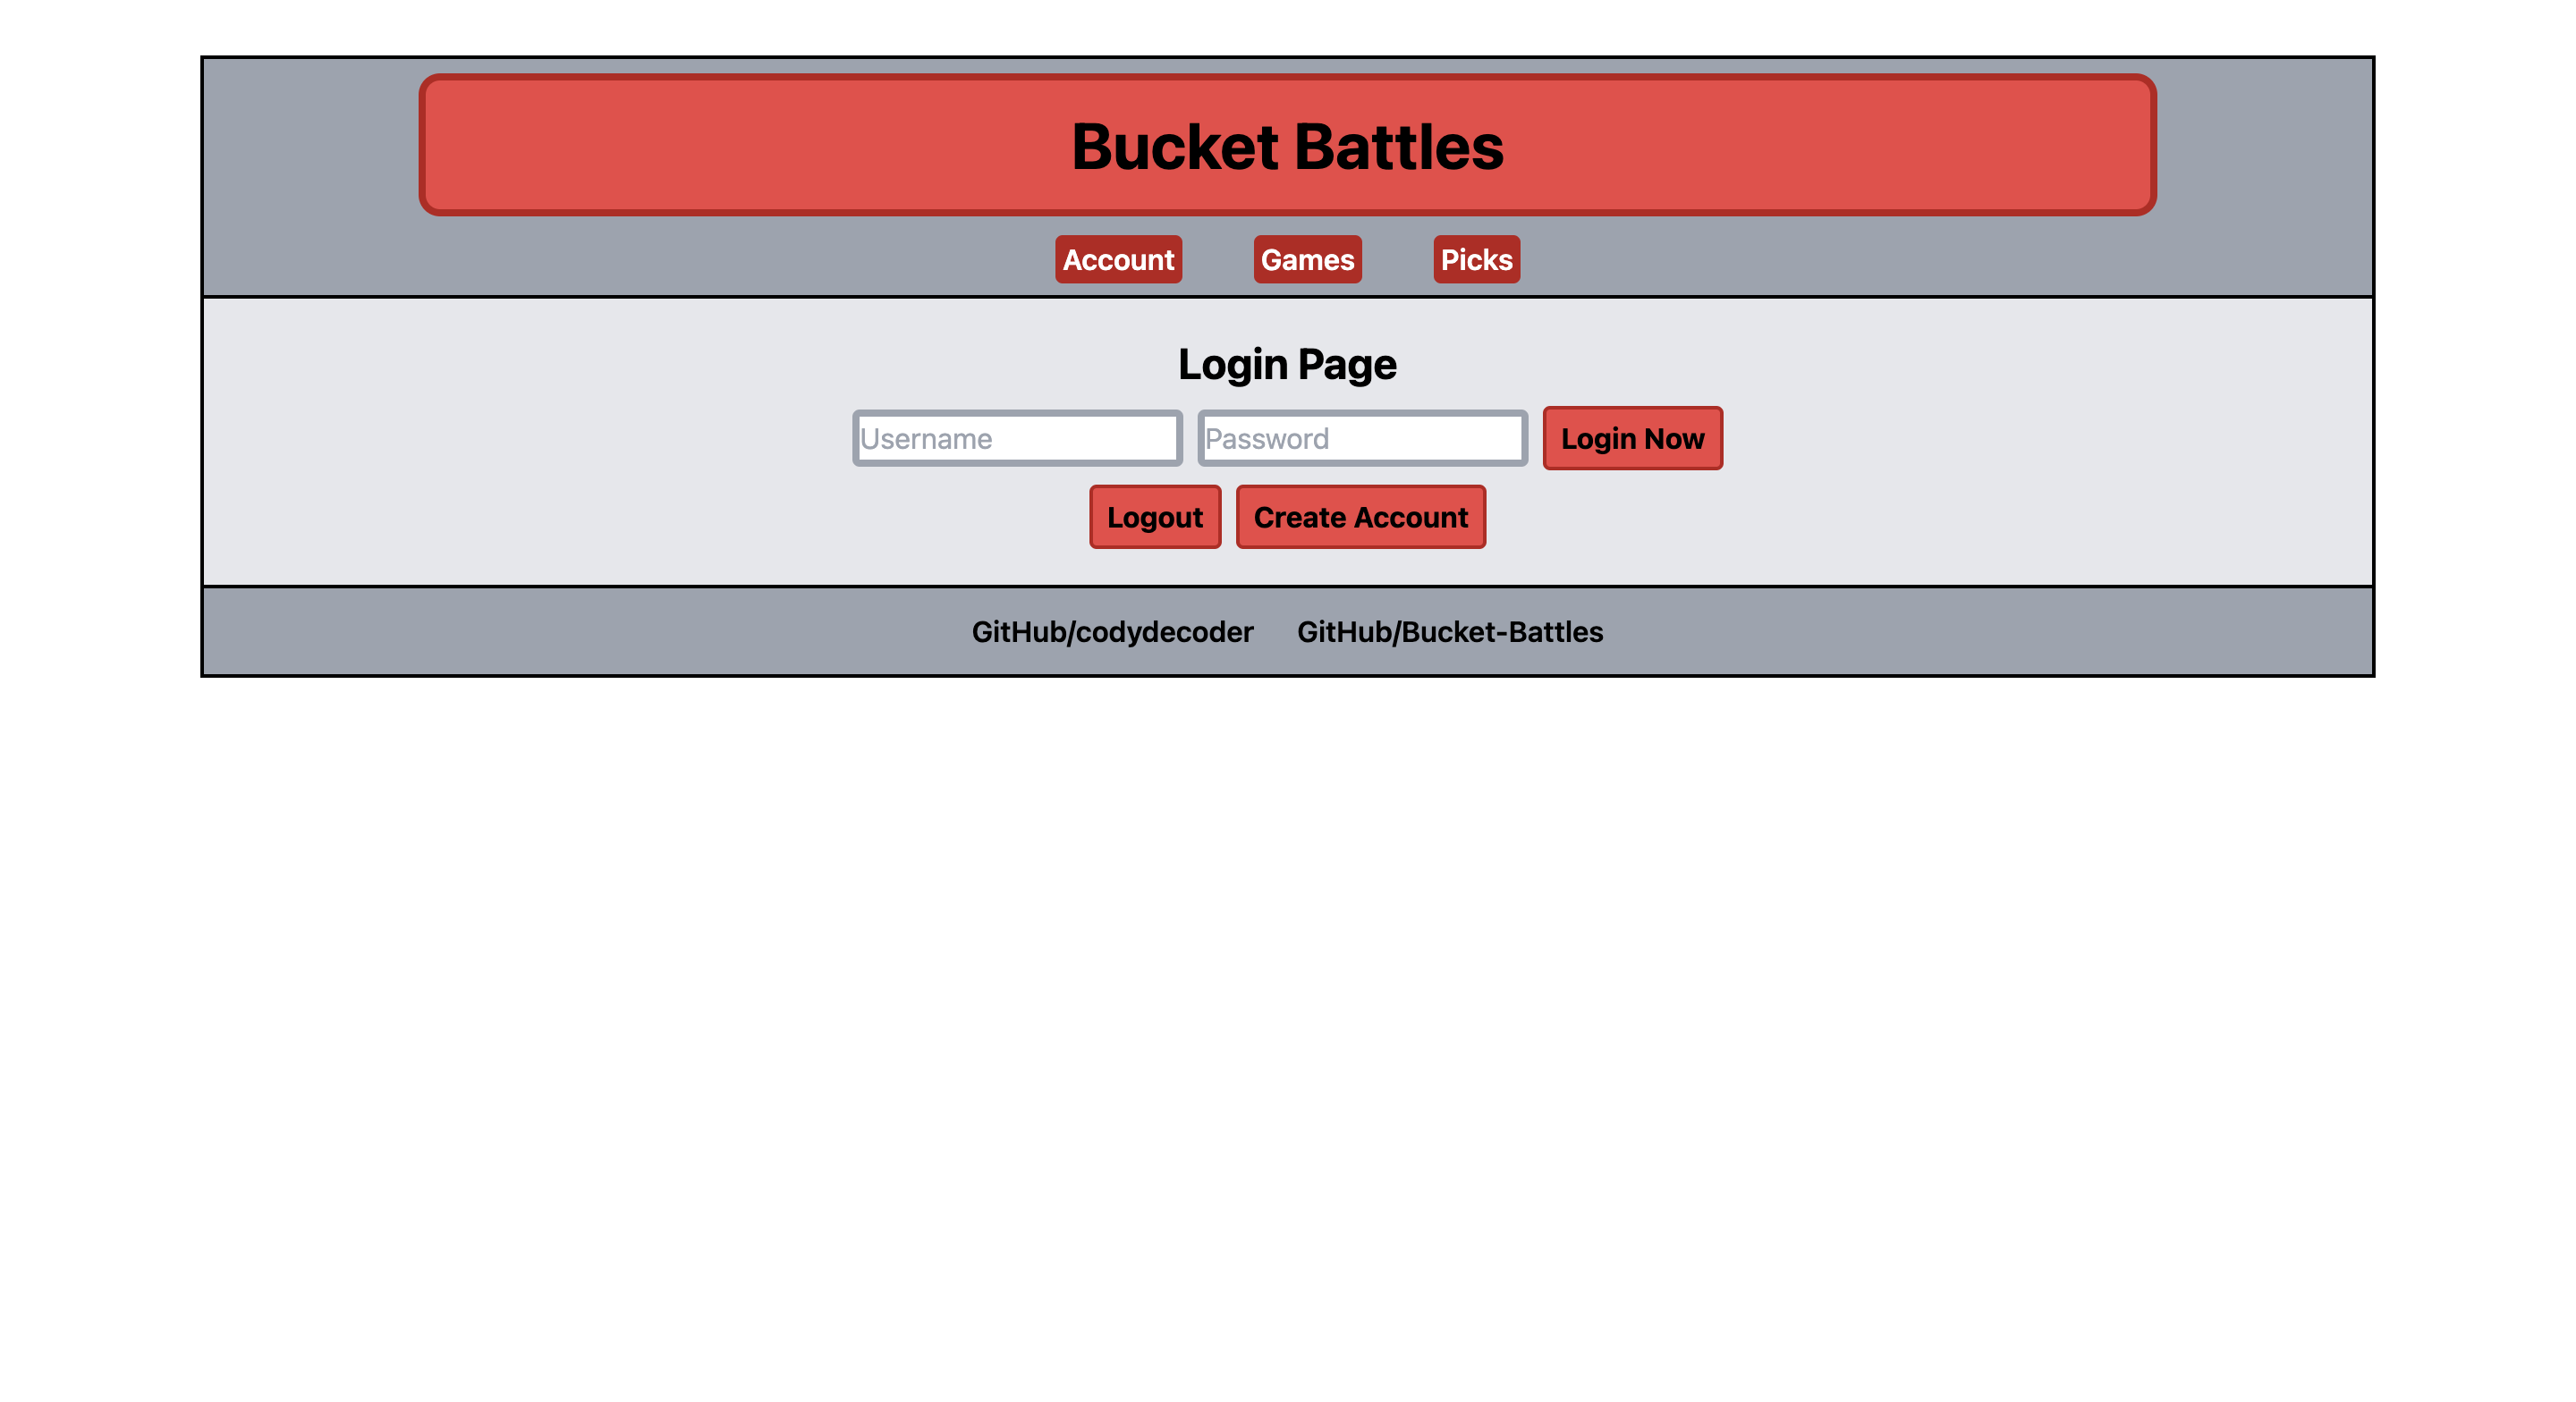 Bucket Battles
Account Games Picks
Login Page
Username Password Login Now
Logout Create Account
GitHub/codydecoder GitHub/Bucket-Battles